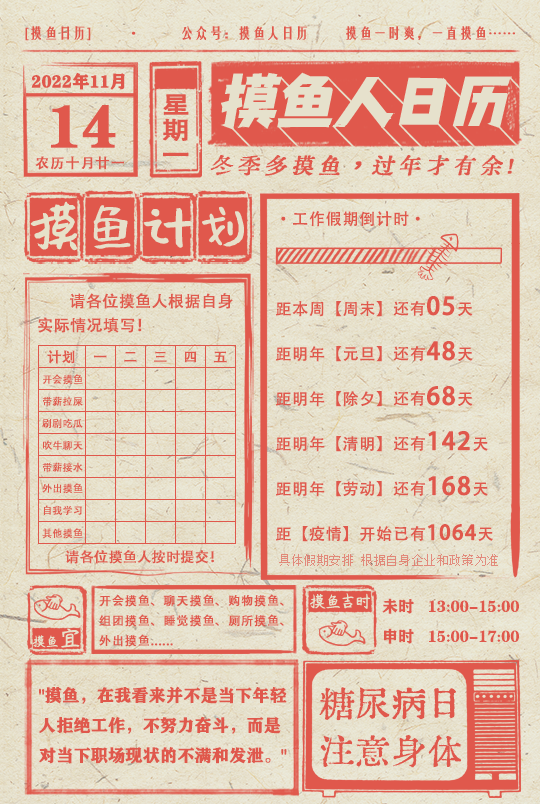 [摸鱼日历] · 公众号：摸鱼人日历 摸鱼一时爽，一直摸鱼……
2022年11月
14
农历十月廿一
星期一
摸鱼人日历
冬季多摸鱼，过年才有余！
摸鱼计划
请各位摸鱼人根据自身
实际情况填写！
计划 一 二 三 四 五
开会摸鱼
带薪拉屎
刷剧吃瓜
吹牛聊天
带薪接水
外出摸鱼
自我学习
其他摸鱼
请各位摸鱼人按时提交！
·工作假期倒计时·
距本周【周末】还有05天
距明年【元旦】还有48天
距明年【除夕】还有68天
距明年【清明】还有142天
距明年【劳动】还有168天
距【疫情】开始已有1064天
具体假期安排 根据自身企业和政策为准
摸鱼宜
开会摸鱼、聊天摸鱼、购物摸鱼、
组团摸鱼、睡觉摸鱼、厕所摸鱼、
外出摸鱼……
摸鱼吉时
未时 13:00-15:00
申时 15:00-17:00
"摸鱼，在我看来并不是当下年轻
人拒绝工作，不努力奋斗，而是
对当下职场现状的不满和发泄。"
糖尿病日
注意身体